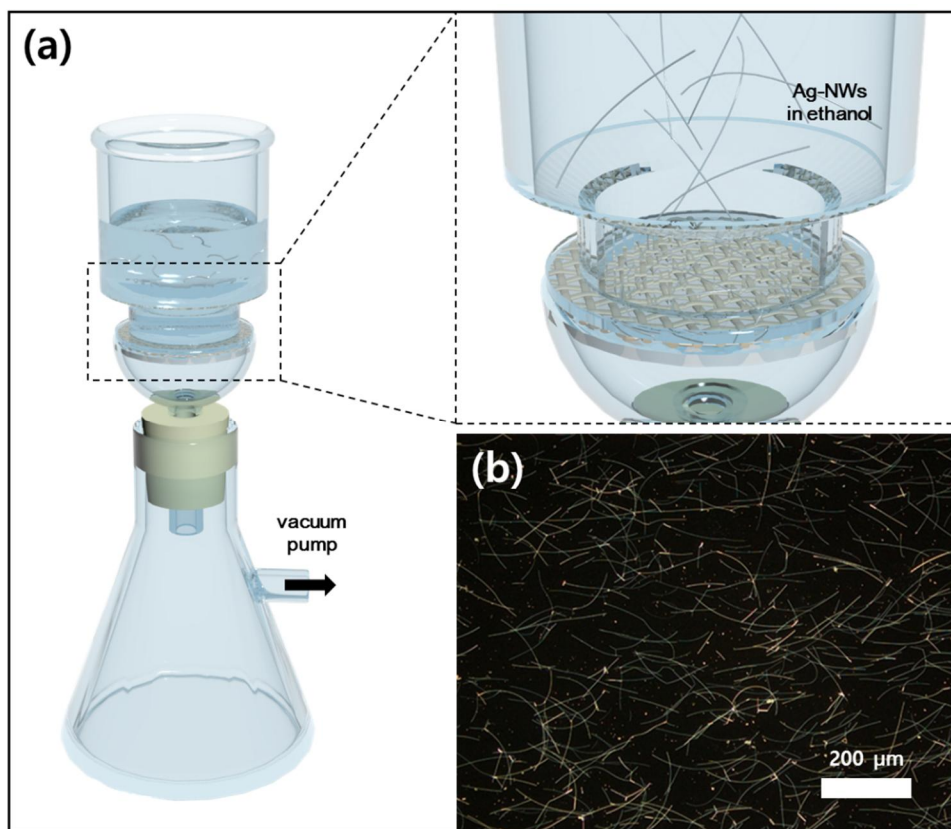 (a)
Ag-NWs
in ethanol
vacuum
pump
(b)
200 μm